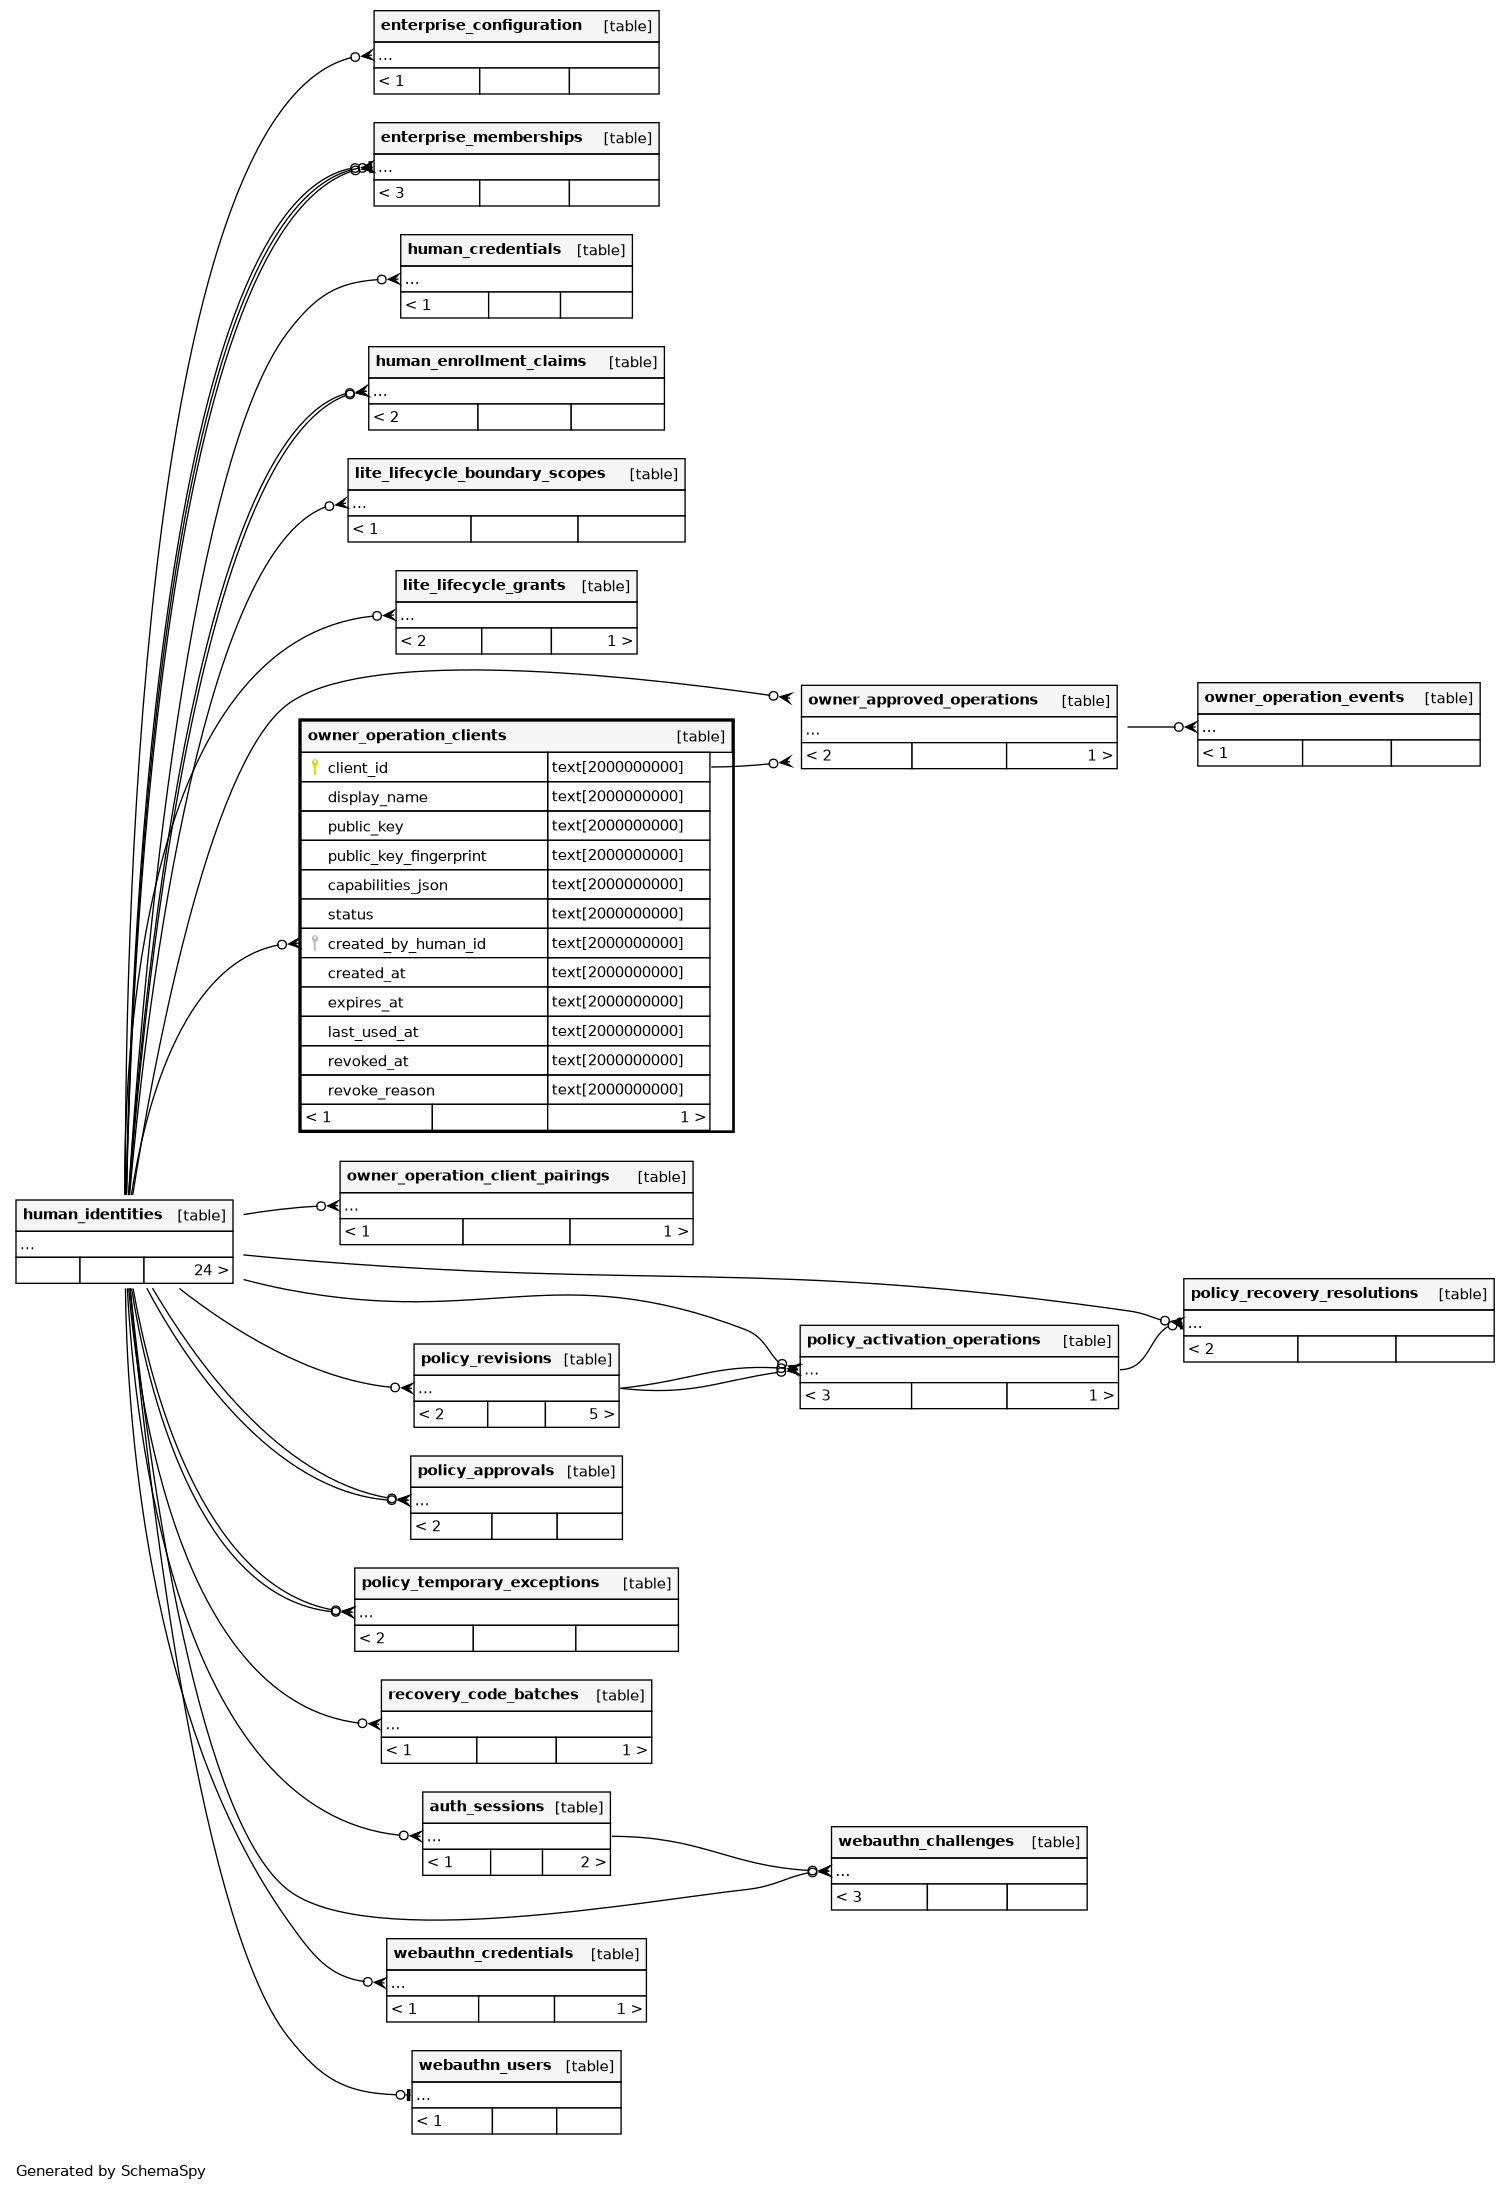 enterprise_configuration [table]
...
< 1
enterprise_memberships [table]
...
< 3
human_credentials [table]
...
< 1
human_enrollment_claims [table]
...
< 2
lite_lifecycle_boundary_scopes [table]
...
< 1
lite_lifecycle_grants [table]
...
< 2 1 >
owner_approved_operations [table]
...
< 2 1 >
owner_operation_events [table]
...
< 1
owner_operation_clients [table]
client_id text[2000000000]
display_name text[2000000000]
public_key text[2000000000]
public_key_fingerprint text[2000000000]
capabilities_json text[2000000000]
status text[2000000000]
created_by_human_id text[2000000000]
created_at text[2000000000]
expires_at text[2000000000]
last_used_at text[2000000000]
revoked_at text[2000000000]
revoke_reason text[2000000000]
< 1 1 >
owner_operation_client_pairings [table]
...
< 1 1 >
human_identities [table]
...
24 >
policy_recovery_resolutions [table]
...
< 2
policy_activation_operations [table]
...
< 3 1 >
policy_revisions [table]
...
< 2 5 >
policy_approvals [table]
...
< 2
policy_temporary_exceptions [table]
...
< 2
recovery_code_batches [table]
...
< 1 1 >
auth_sessions [table]
...
< 1 2 >
webauthn_challenges [table]
...
< 3
webauthn_credentials [table]
...
< 1 1 >
webauthn_users [table]
...
< 1
Generated by SchemaSpy